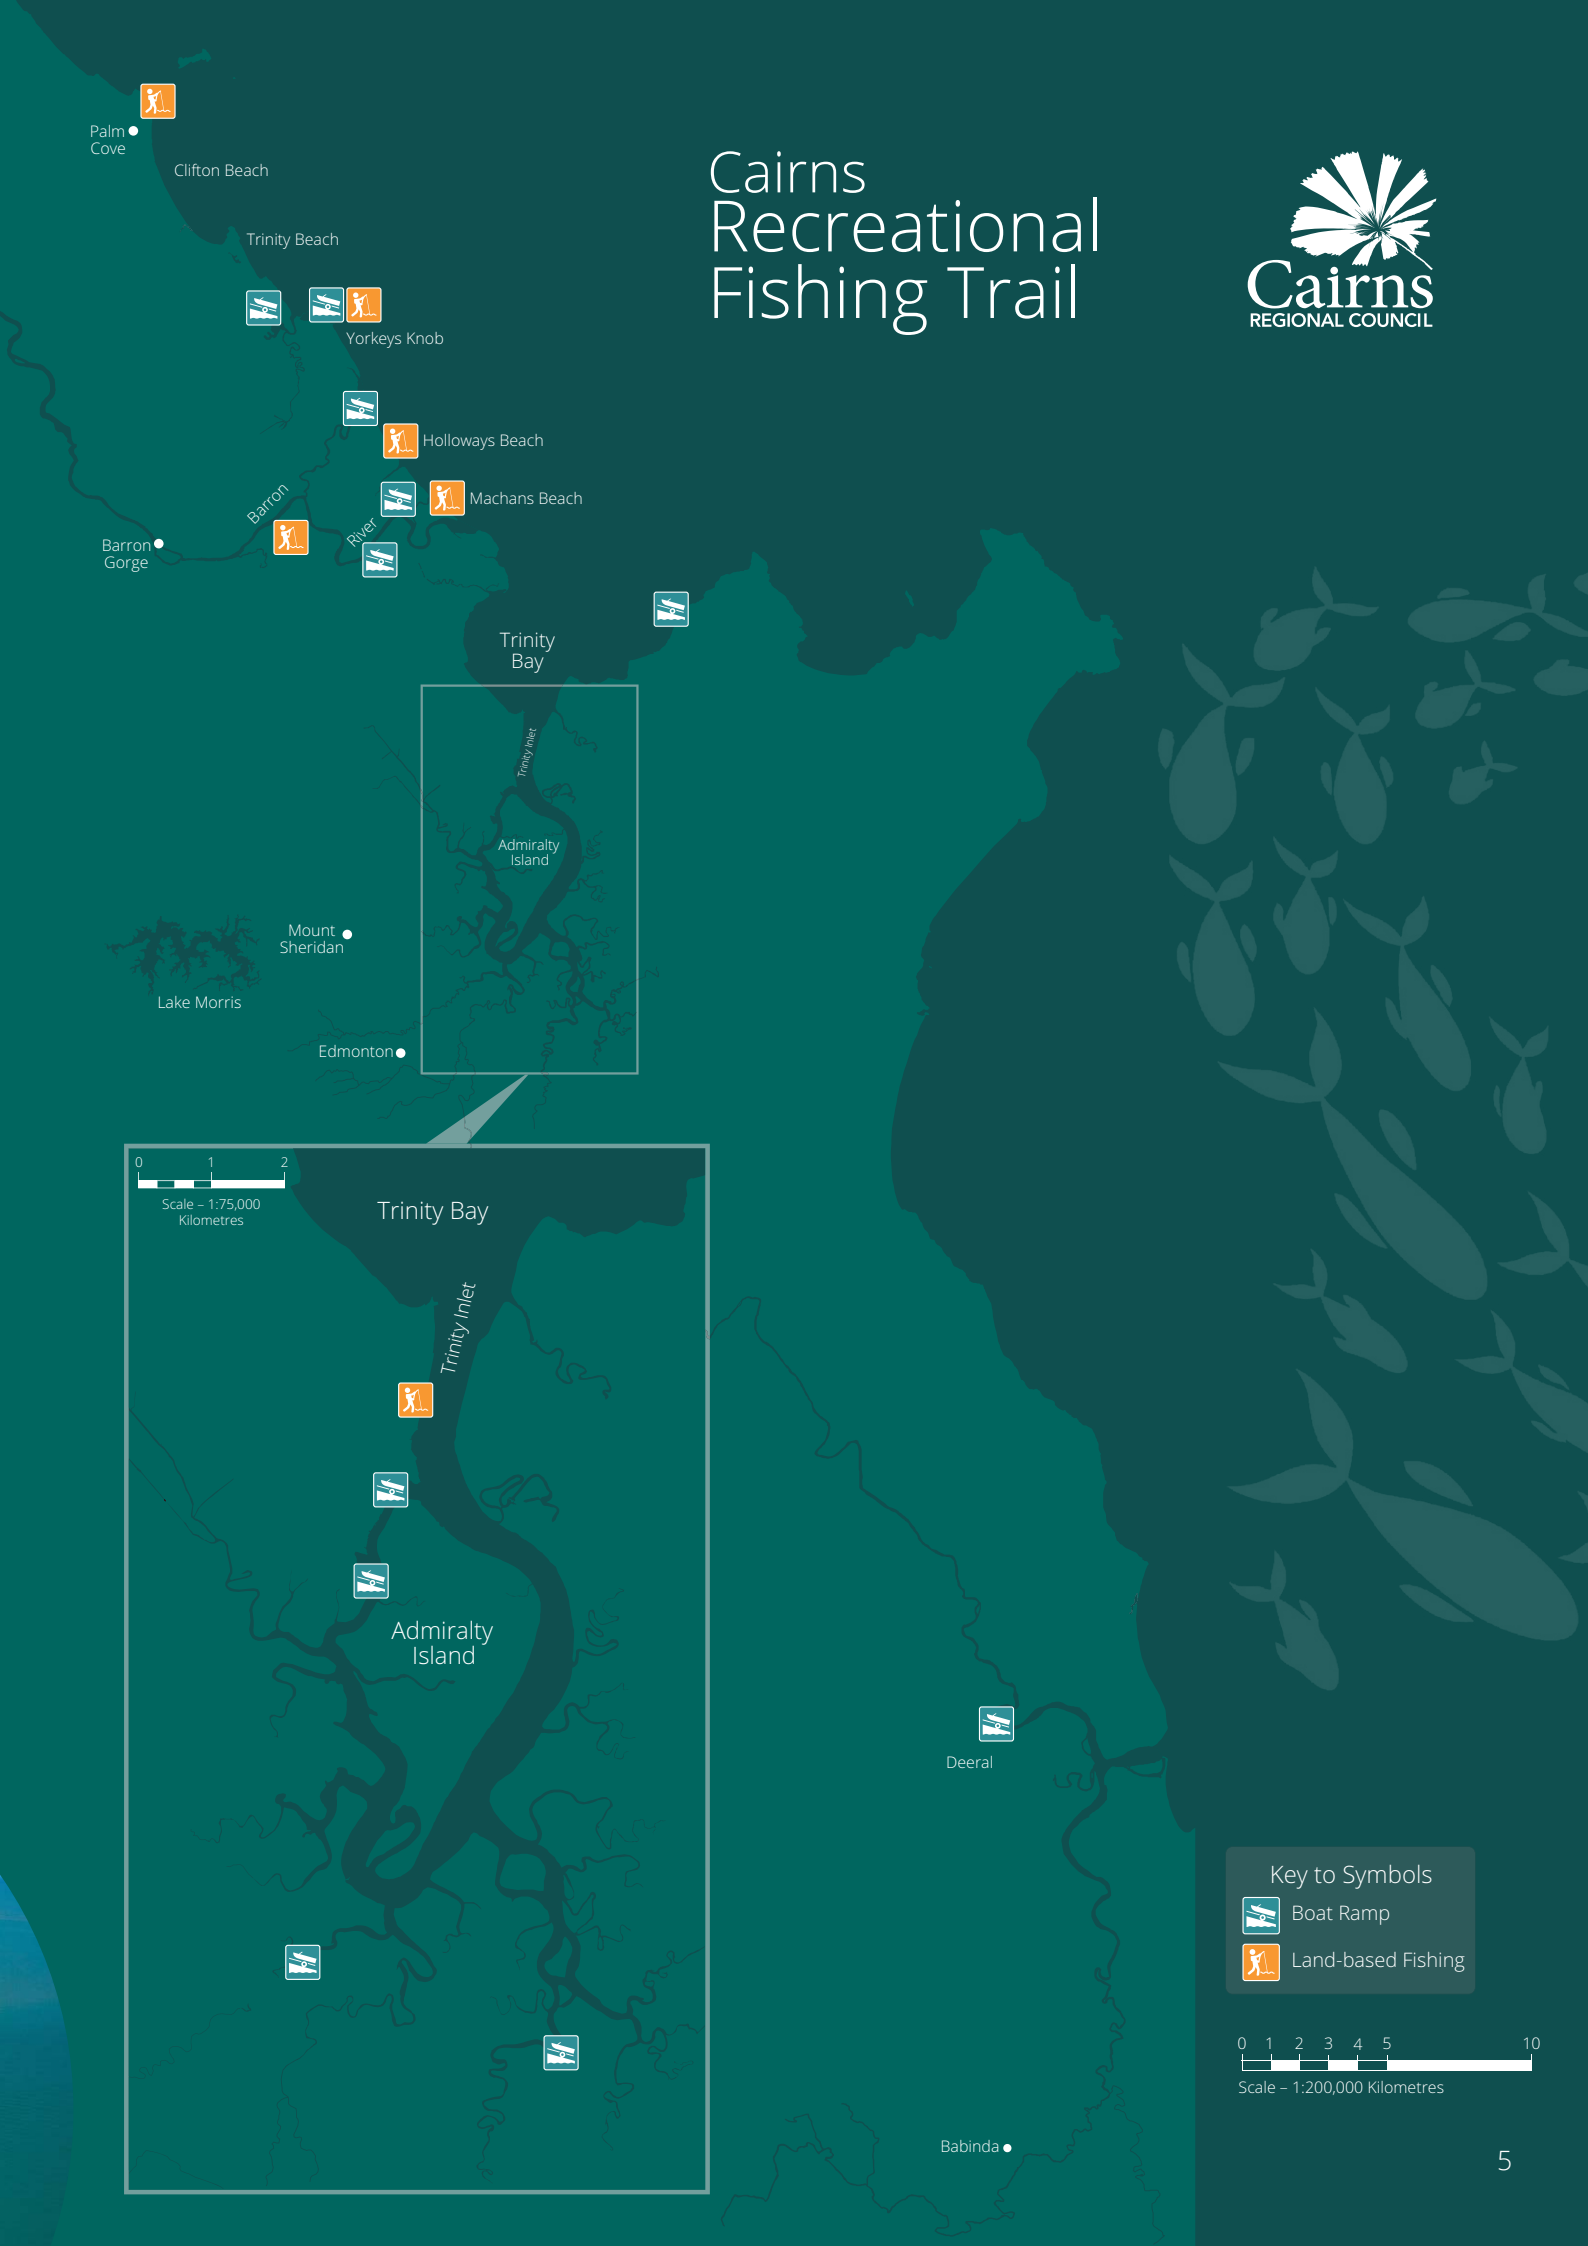 Cairns
Recreational
Fishing Trail
Cairns
REGIONAL COUNCIL
Palm
Cove
Clifton Beach
Trinity Beach
Yorkeys Knob
Holloways Beach
Machans Beach
Barron
River
Barron
Gorge
Trinity
Bay
Trinity Inlet
Admiralty
Island
Mount
Sheridan
Lake Morris
Edmonton
0 1 2
Scale – 1:75,000
Kilometres
Trinity Bay
Trinity Inlet
Admiralty
Island
Deeral
Babinda
Key to Symbols
Boat Ramp
Land-based Fishing
0 1 2 3 4 5 10
Scale – 1:200,000 Kilometres
5